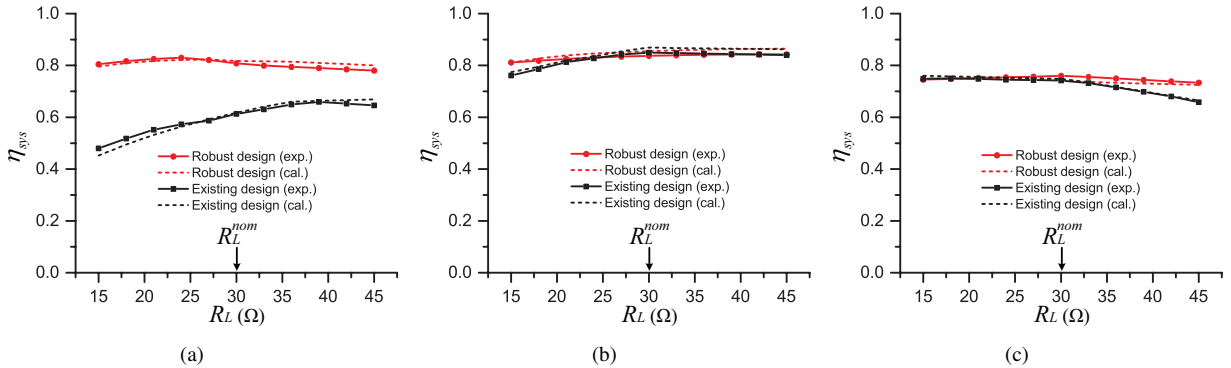 1.0
0.8
0.6
0.4
0.2
0.0
η_sys
Robust design (exp.)
Robust design (cal.)
Existing design (exp.)
Existing design (cal.)
R_L^nom
15 20 25 30 35 40 45
R_L (Ω)
(a)
1.0
0.8
0.6
0.4
0.2
0.0
η_sys
Robust design (exp.)
Robust design (cal.)
Existing design (exp.)
Existing design (cal.)
R_L^nom
15 20 25 30 35 40 45
R_L (Ω)
(b)
1.0
0.8
0.6
0.4
0.2
0.0
η_sys
Robust design (exp.)
Robust design (cal.)
Existing design (exp.)
Existing design (cal.)
R_L^nom
15 20 25 30 35 40 45
R_L (Ω)
(c)